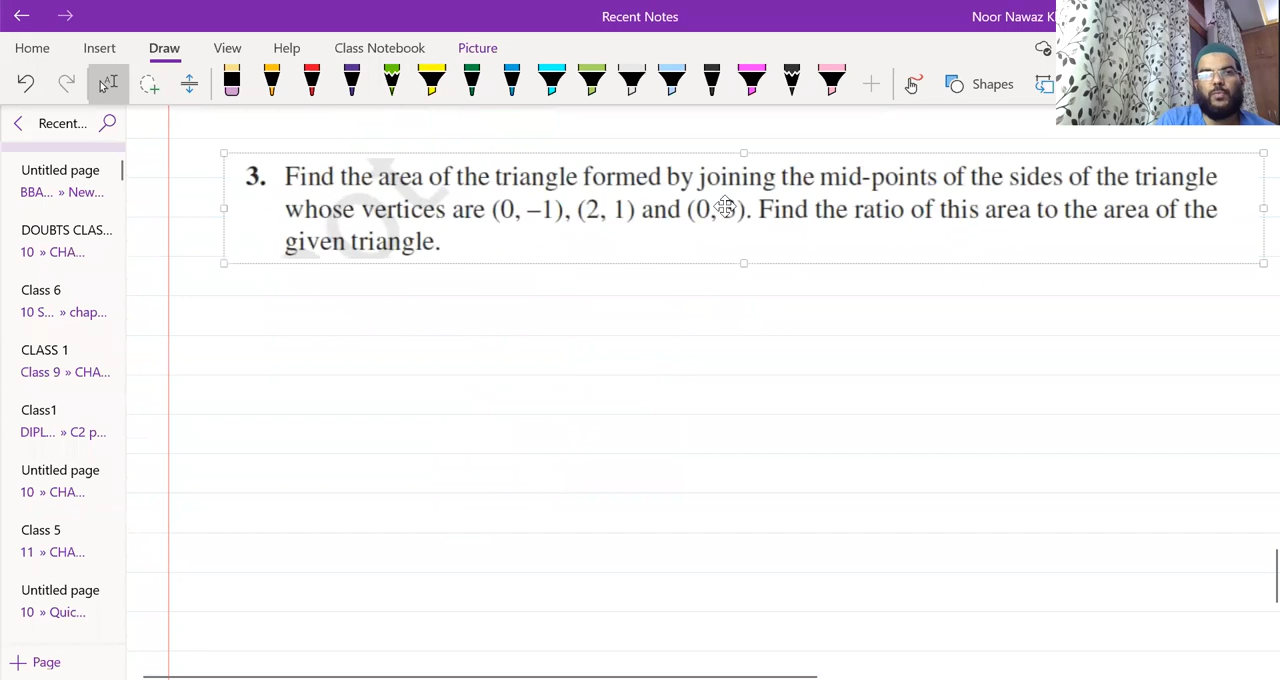 Recent Notes
Noor Nawaz K
Home Insert Draw View Help Class Notebook Picture
Shapes
Recent...
Untitled page
BBA... » New...
DOUBTS CLAS...
10 » CHA...
Class 6
10 S... » chap...
CLASS 1
Class 9 » CHA...
Class1
DIPL... » C2 p...
Untitled page
10 » CHA...
Class 5
11 » CHA...
Untitled page
10 » Quic...
Page
3. Find the area of the triangle formed by joining the mid-points of the sides of the triangle
whose vertices are (0, –1), (2, 1) and (0, 3). Find the ratio of this area to the area of the
given triangle.